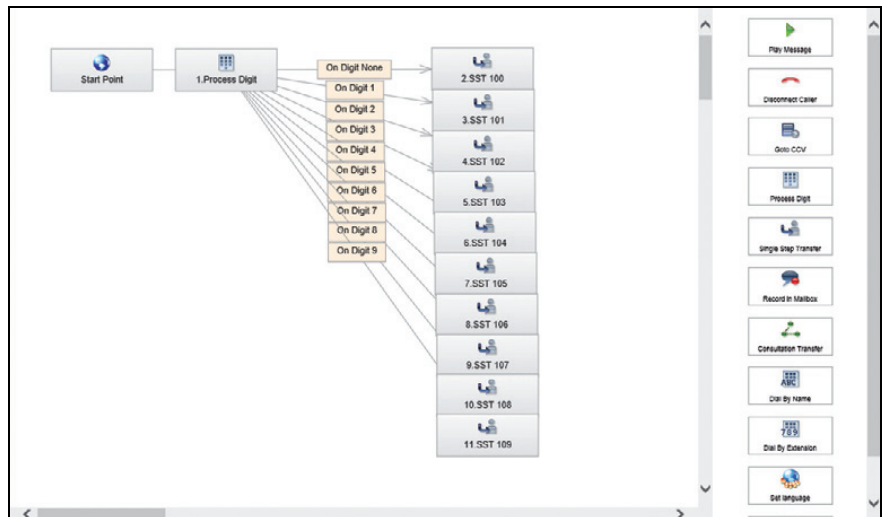 Start Point
1.Process Digit
On Digit None
On Digit 1
On Digit 2
On Digit 3
On Digit 4
On Digit 5
On Digit 6
On Digit 7
On Digit 8
On Digit 9
2.SST 100
3.SST 101
4.SST 102
5.SST 103
6.SST 104
7.SST 105
8.SST 106
9.SST 107
10.SST 108
11.SST 109
Play Message
Disconnect Caller
Goto CCV
Process Digit
Single Step Transfer
Record In Mailbox
Consultation Transfer
ABC
Dial By Name
789
Dial By Extension
Set language